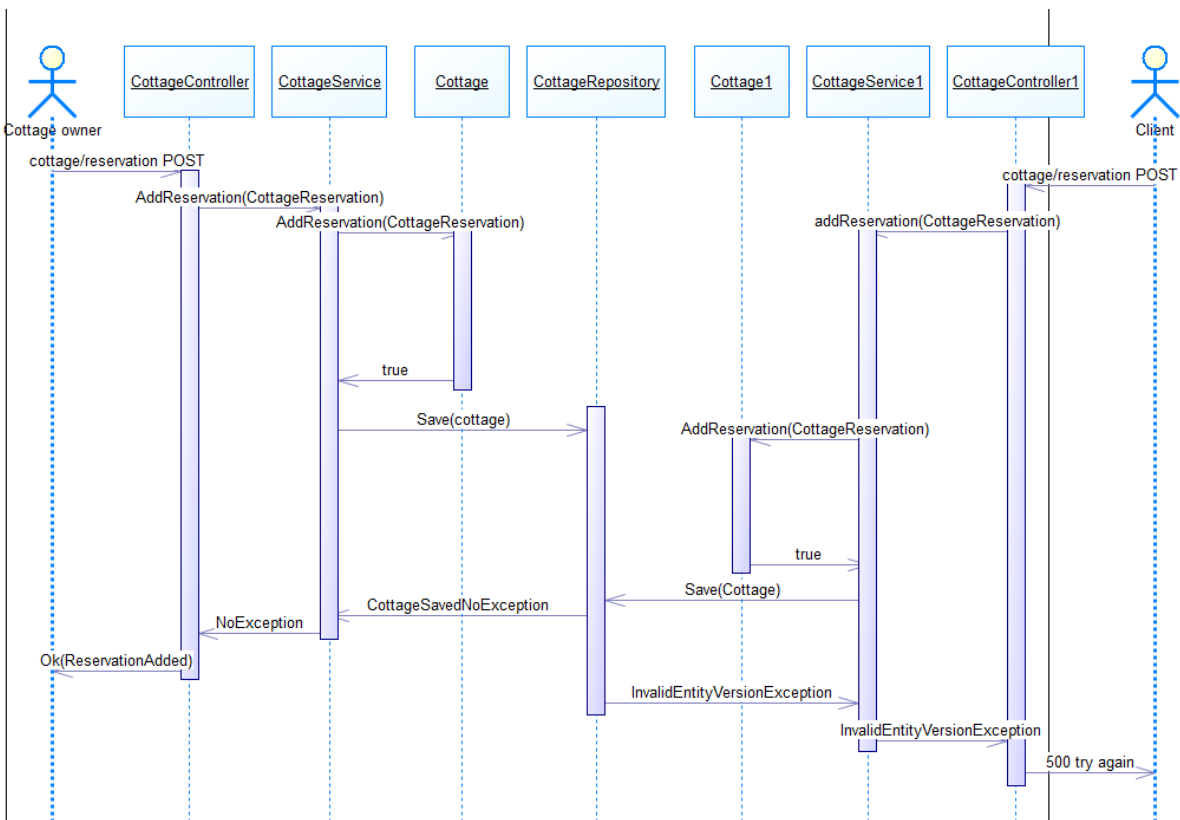 CottageController
CottageService
Cottage
CottageRepository
Cottage1
CottageService1
CottageController1
Cottage owner
Client
cottage/reservation POST
cottage/reservation POST
AddReservation(CottageReservation)
AddReservation(CottageReservation)
addReservation(CottageReservation)
true
Save(cottage)
AddReservation(CottageReservation)
true
Save(Cottage)
CottageSavedNoException
NoException
Ok(ReservationAdded)
InvalidEntityVersionException
InvalidEntityVersionException
500 try again